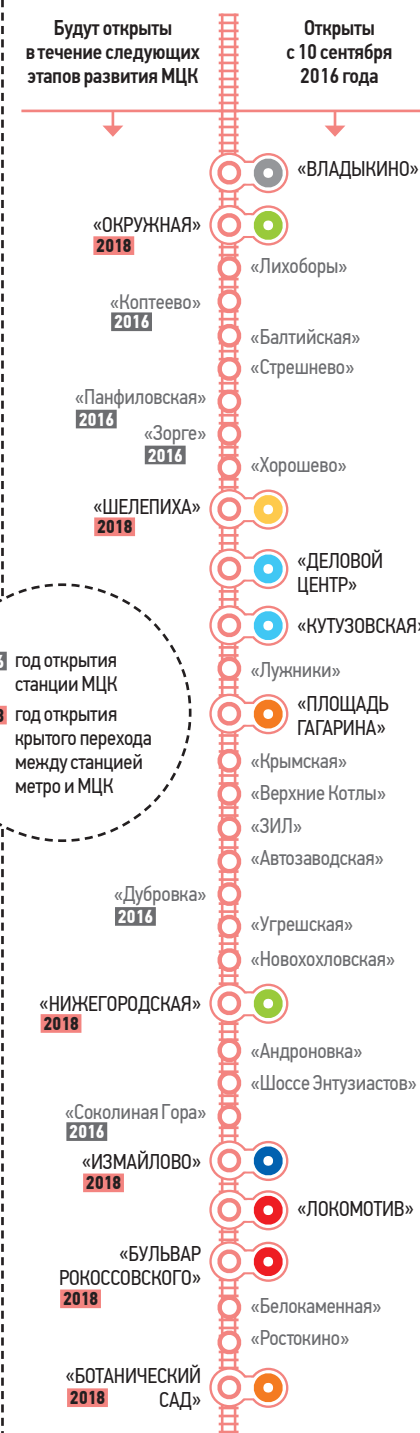 Будут открыты
в течение следующих
этапов развития МЦК
Открыты
с 10 сентября
2016 года
«ВЛАДЫКИНО»
«ОКРУЖНАЯ»
2018
«Лихоборы»
«Коптеево»
2016
«Балтийская»
«Стрешнево»
«Панфиловская»
2016
«Зорге»
2016
«Хорошево»
«ШЕЛЕПИХА»
2018
«ДЕЛОВОЙ
ЦЕНТР»
«КУТУЗОВСКАЯ»
год открытия
станции МЦК
год открытия
крытого перехода
между станцией
метро и МЦК
«Лужники»
«ПЛОЩАДЬ
ГАГАРИНА»
«Крымская»
«Верхние Котлы»
«ЗИЛ»
«Автозаводская»
«Дубровка»
2016
«Угрешская»
«Новохохловская»
«НИЖЕГОРОДСКАЯ»
2018
«Андроновка»
«Шоссе Энтузиастов»
«Соколиная Гора»
2016
«ИЗМАЙЛОВО»
2018
«ЛОКОМОТИВ»
«БУЛЬВАР
РОКОССОВСКОГО»
2018
«Белокаменная»
«Ростокино»
«БОТАНИЧЕСКИЙ
САД»
2018